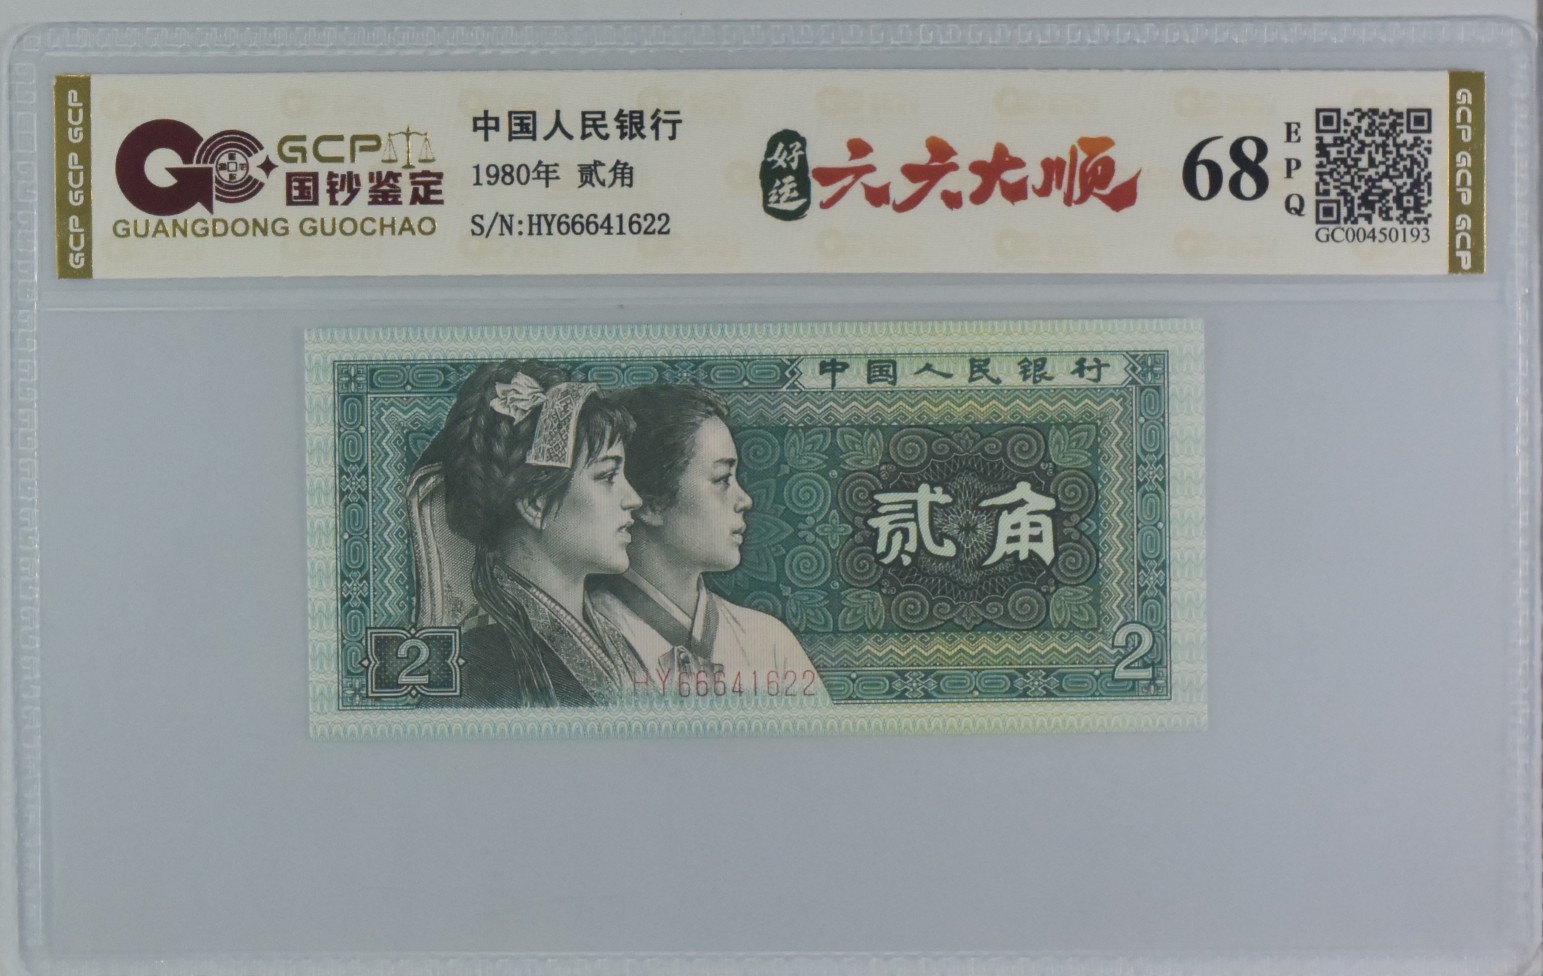 GCP GCP GCP
GCP
国钞鉴定
GUANGDONG GUOCHAO
中国人民银行
1980年 贰角
S/N:HY66641622
好运
六六大顺
68
EPQ
GC00450193
GCP GCP GCP
中国人民银行
贰角
2
2
HY66641622